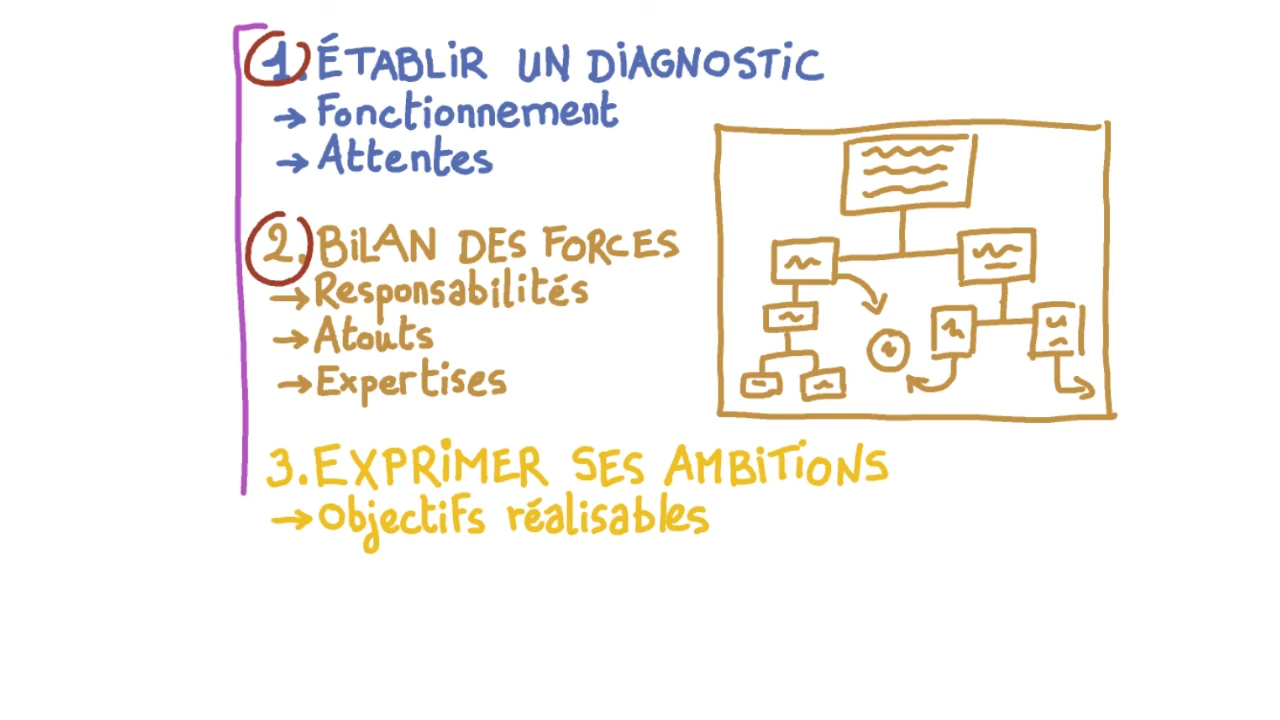 1. ÉTABLIR UN DIAGNOSTIC
→ Fonctionnement
→ Attentes
2. BILAN DES FORCES
→ Responsabilités
→ Atouts
→ Expertises
3. EXPRIMER SES AMBITIONS
→ Objectifs réalisables